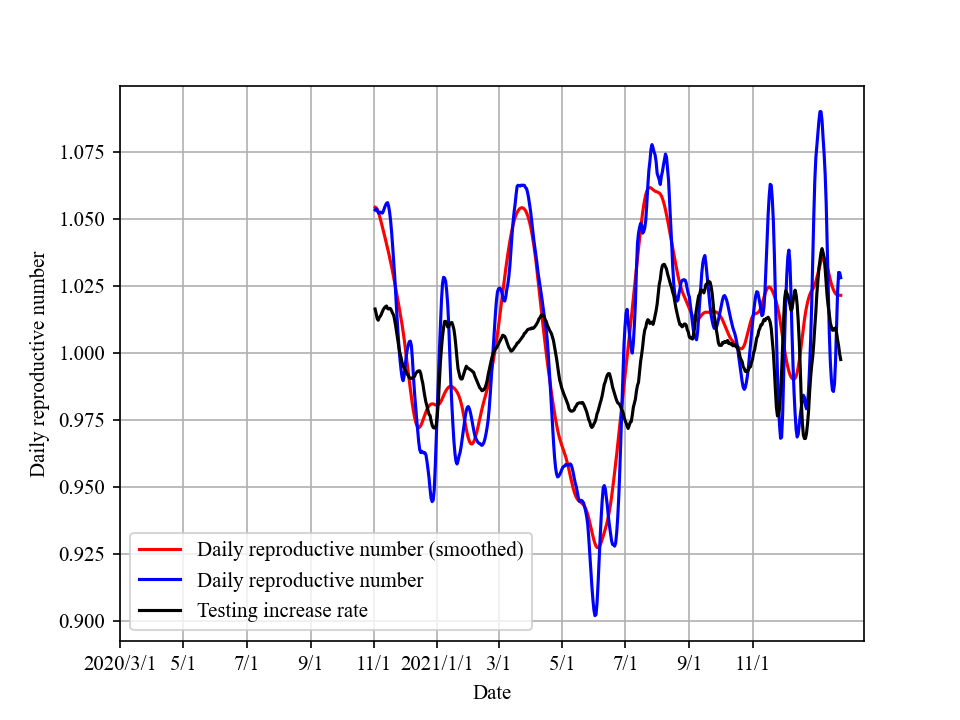 Daily reproductive number
1.075
1.050
1.025
1.000
0.975
0.950
0.925
0.900
Daily reproductive number (smoothed)
Daily reproductive number
Testing increase rate
2020/3/1 5/1 7/1 9/1 11/1 2021/1/1 3/1 5/1 7/1 9/1 11/1
Date